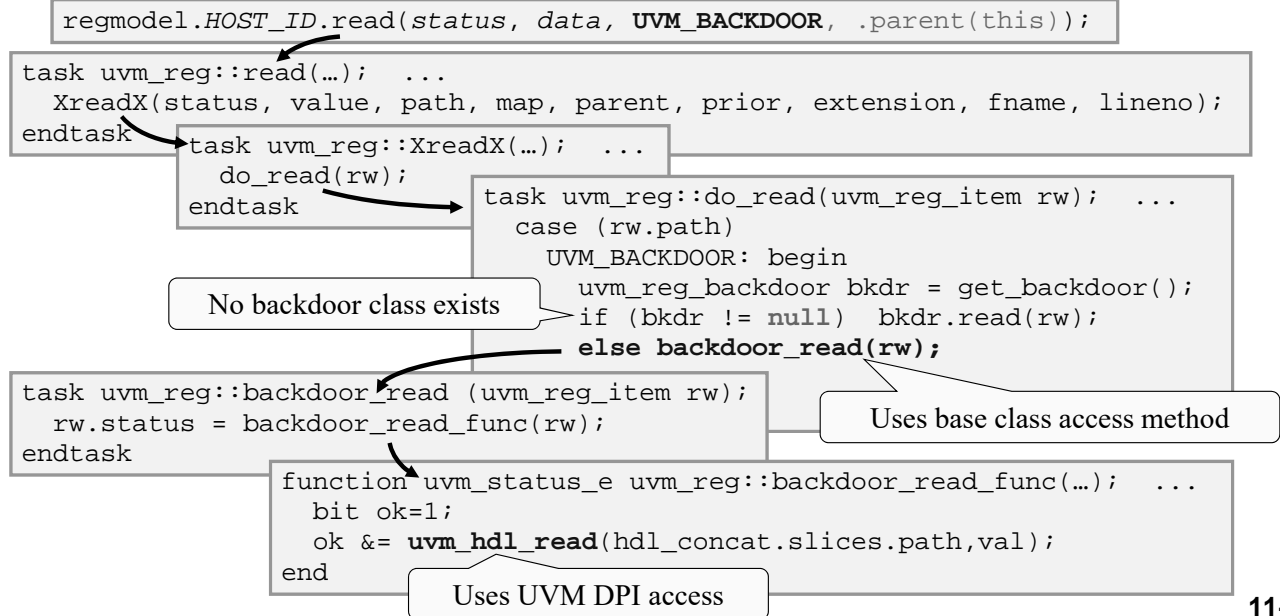 regmodel.HOST_ID.read(status, data, UVM_BACKDOOR, .parent(this));
task uvm_reg::read(…);  ...
  XreadX(status, value, path, map, parent, prior, extension, fname, lineno);
endtask
task uvm_reg::XreadX(…);  ...
  do_read(rw);
endtask
task uvm_reg::do_read(uvm_reg_item rw);  ...
  case (rw.path)
    UVM_BACKDOOR: begin
      uvm_reg_backdoor bkdr = get_backdoor();
No backdoor class exists
      if (bkdr != null)  bkdr.read(rw);
      else backdoor_read(rw);
Uses base class access method
task uvm_reg::backdoor_read (uvm_reg_item rw);
  rw.status = backdoor_read_func(rw);
endtask
function uvm_status_e uvm_reg::backdoor_read_func(…);  ...
  bit ok=1;
  ok &= uvm_hdl_read(hdl_concat.slices.path,val);
end
Uses UVM DPI access